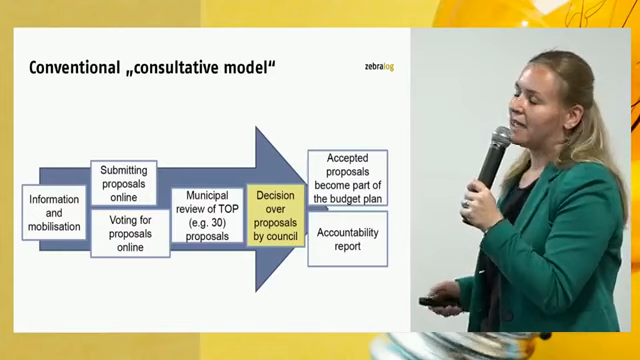 Conventional „consultative model“
zebralog
Information
and
mobilisation
Submitting
proposals
online
Voting for
proposals
online
Municipal
review of TOP
(e.g. 30)
proposals
Decision
over
proposals
by council
Accepted
proposals
become part of
the budget plan
Accountability
report